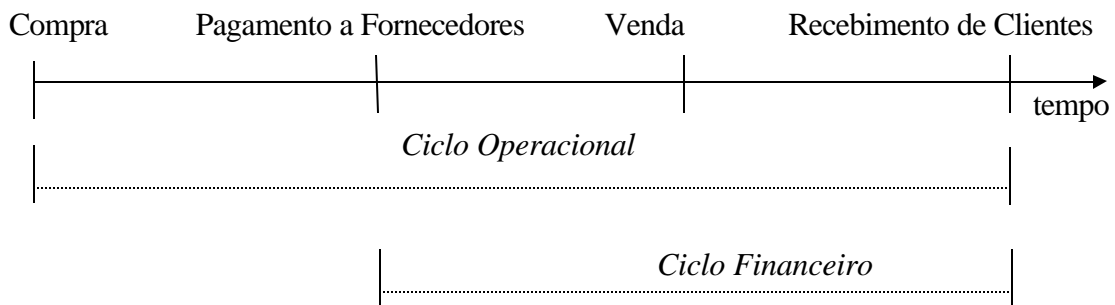 Compra Pagamento a Fornecedores Venda Recebimento de Clientes
tempo
Ciclo Operacional
Ciclo Financeiro